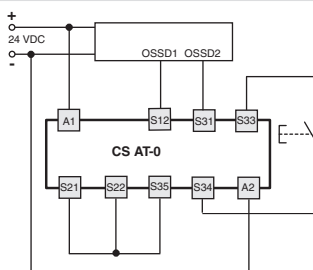 +
24 VDC
-
OSSD1 OSSD2
A1 S12 S31 S33
CS AT-0
S21 S22 S35 S34 A2